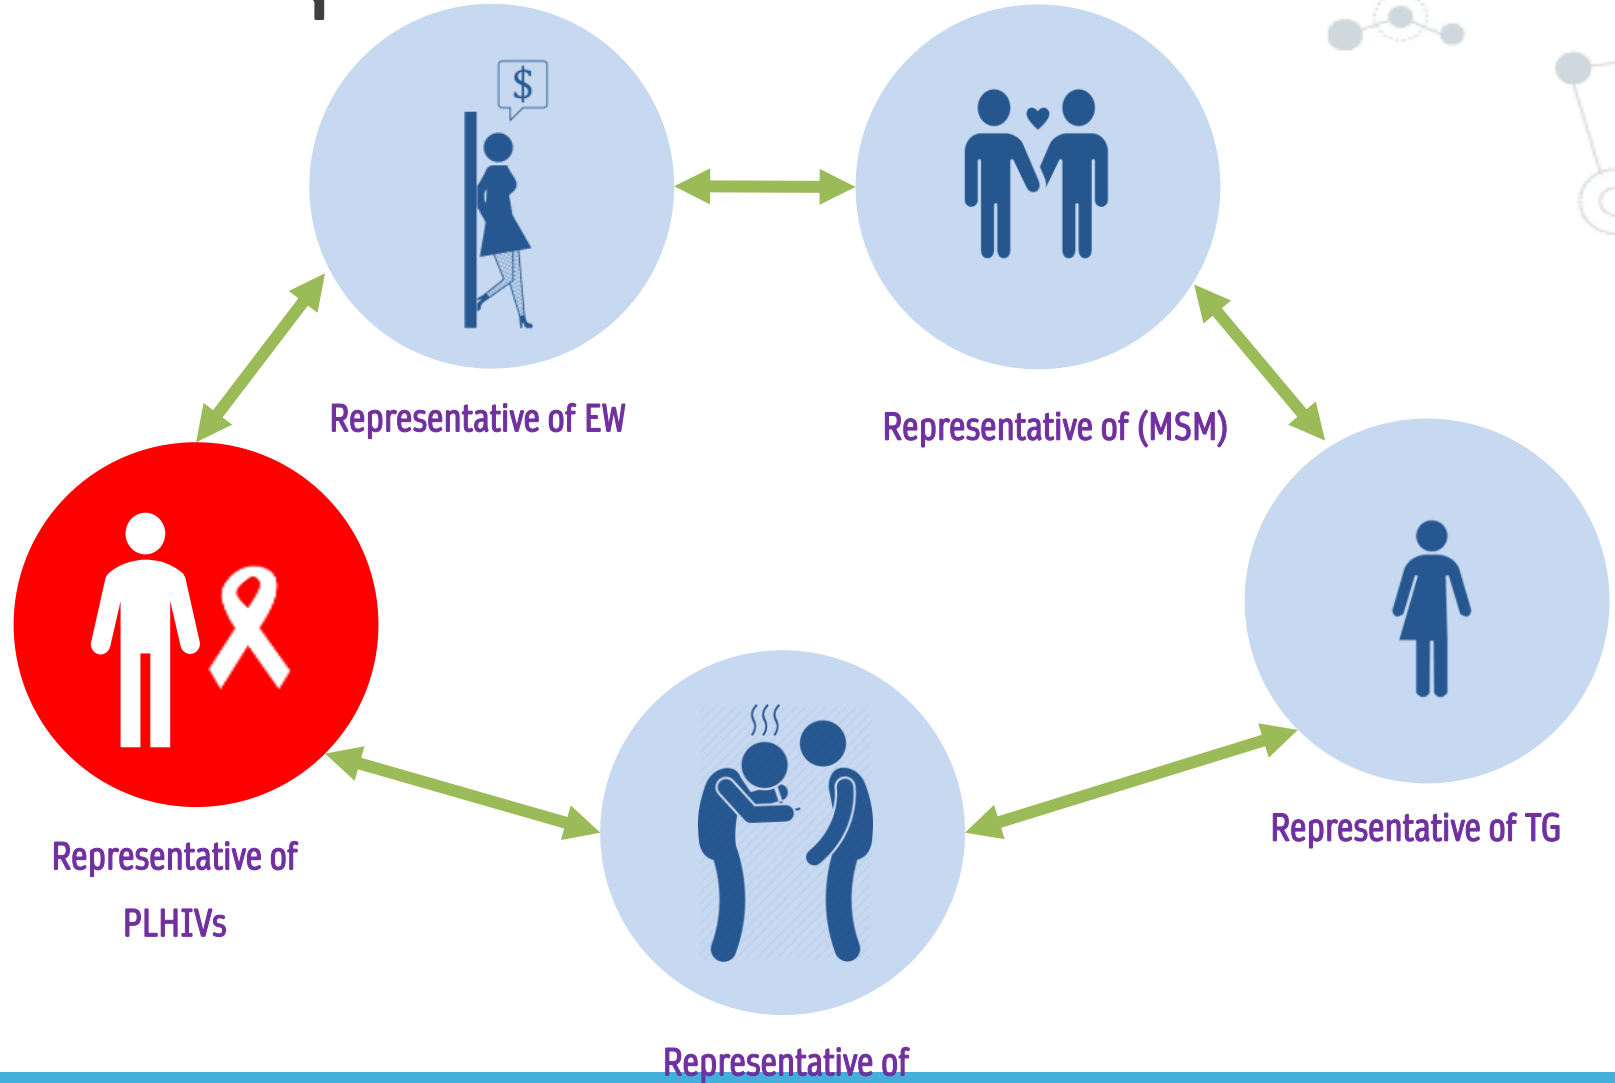 $
Representative of EW
Representative of (MSM)
Representative of
PLHIVs
Representative of TG
Representative of